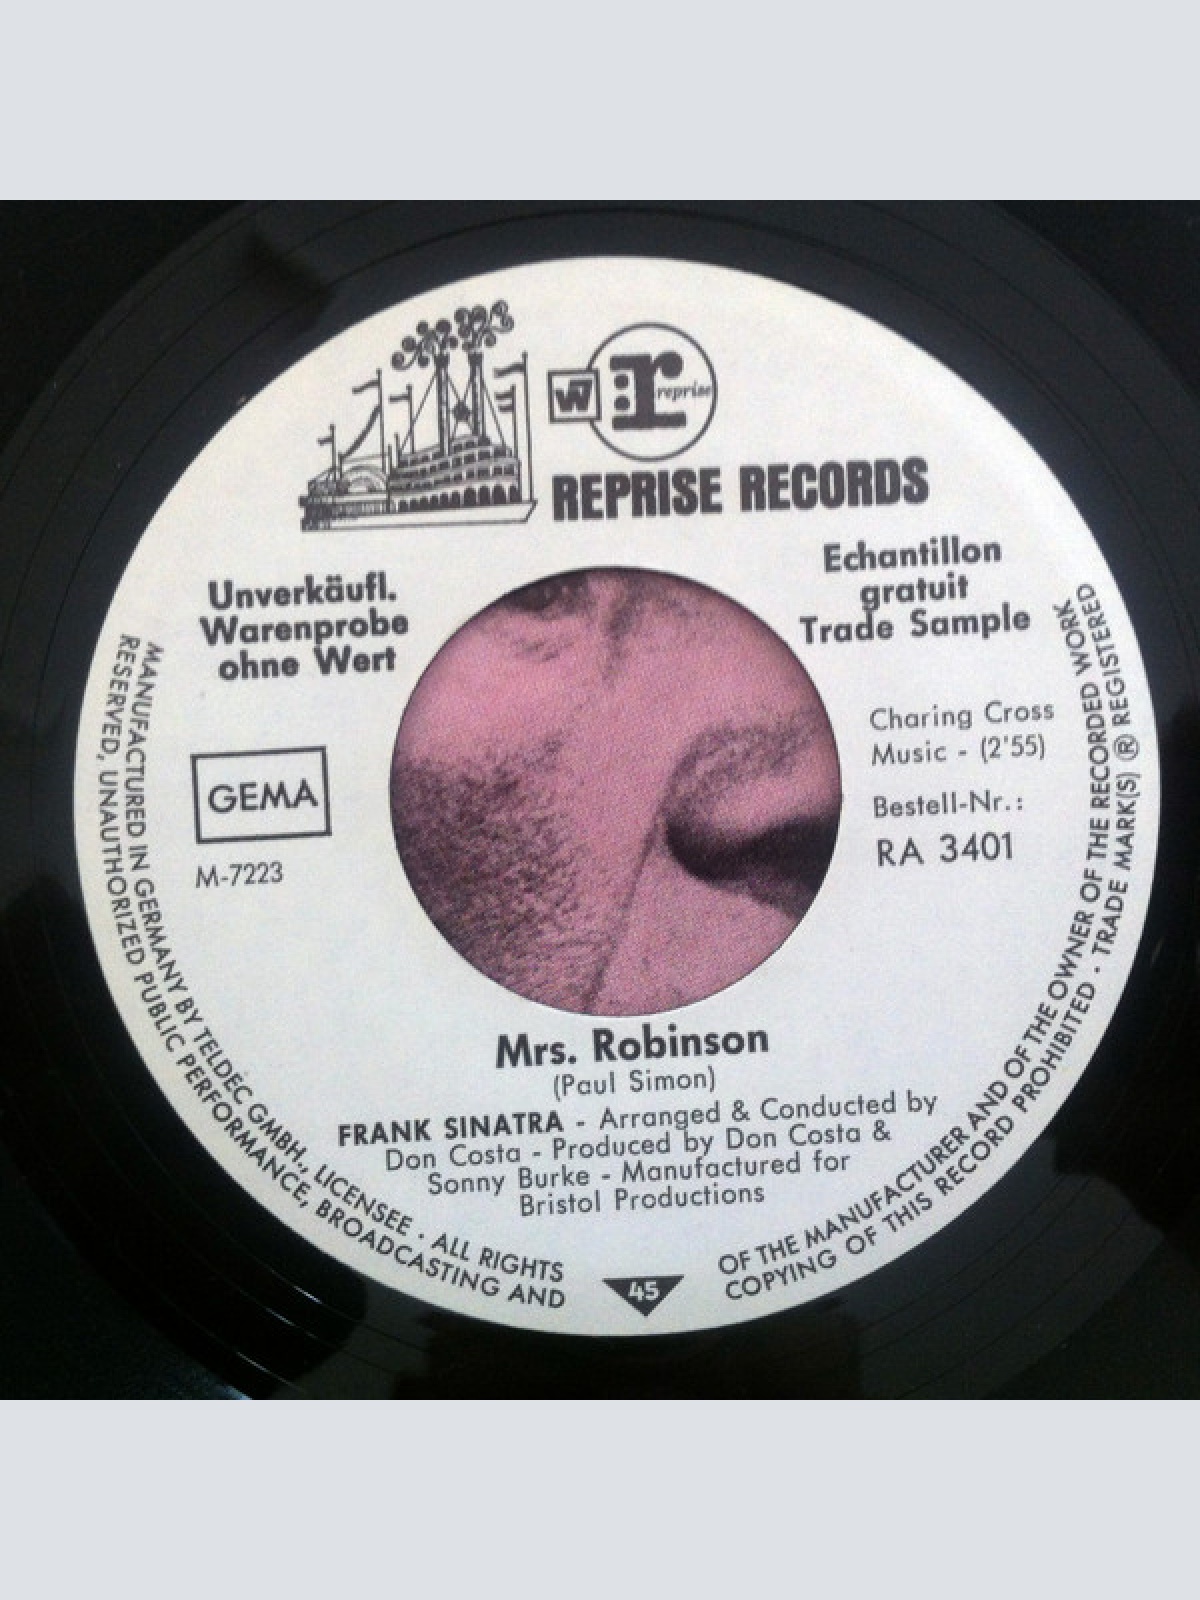 W
r reprise
REPRISE RECORDS
Unverkäufl.
Warenprobe
ohne Wert
Echantillon
gratuit
Trade Sample
GEMA
M-7223
Charing Cross
Music - (2'55)
Bestell-Nr.:
RA 3401
Mrs. Robinson
(Paul Simon)
FRANK SINATRA - Arranged & Conducted by
Don Costa - Produced by Don Costa &
Sonny Burke - Manufactured for
Bristol Productions
45
MANUFACTURED IN GERMANY BY TELDEC GMBH., LICENSEE . ALL RIGHTS
OF THE MANUFACTURER AND OF THE OWNER OF THE RECORDED WORK
RESERVED, UNAUTHORIZED PUBLIC PERFORMANCE, BROADCASTING AND
COPYING OF THIS RECORD PROHIBITED · TRADE MARK(S) ® REGISTERED